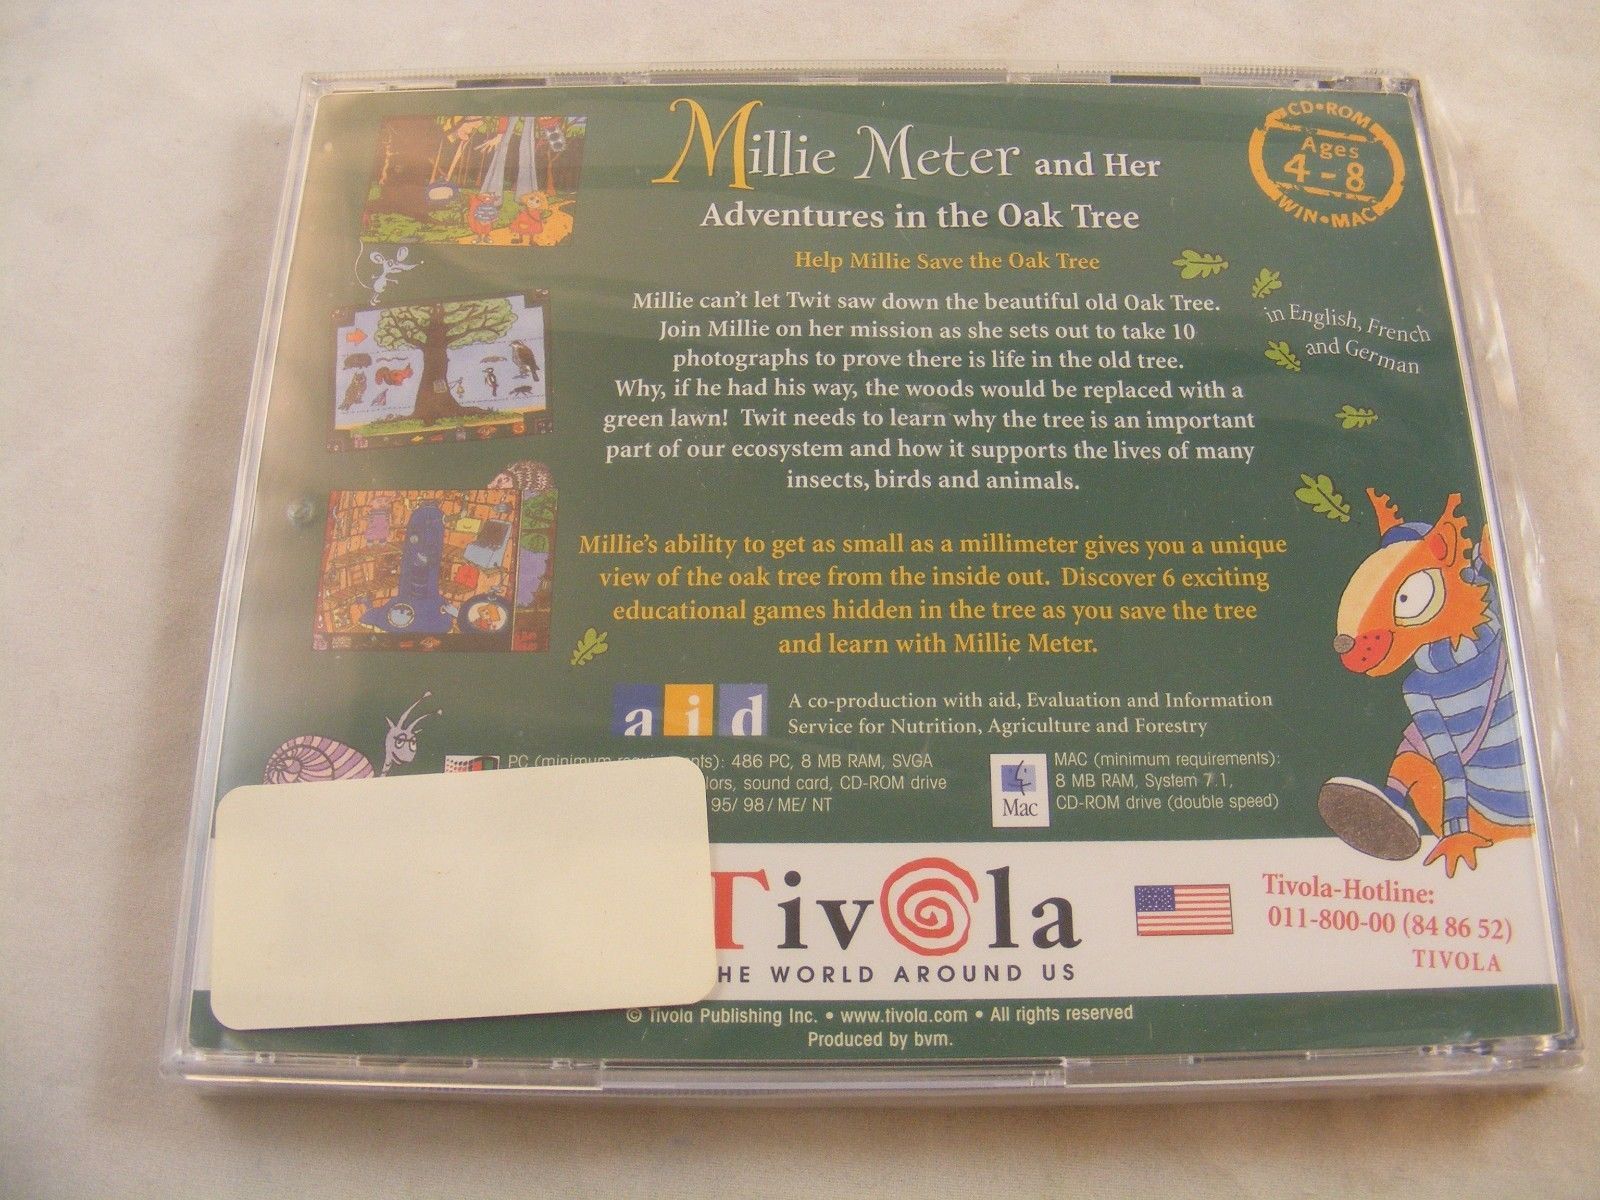 Millie Meter and Her
Adventures in the Oak Tree
CD•ROM
Ages
4-8
WIN•MAC
Help Millie Save the Oak Tree
Millie can't let Twit saw down the beautiful old Oak Tree.
Join Millie on her mission as she sets out to take 10
photographs to prove there is life in the old tree.
Why, if he had his way, the woods would be replaced with a
green lawn! Twit needs to learn why the tree is an important
part of our ecosystem and how it supports the lives of many
insects, birds and animals.
in English, French
and German
Millie's ability to get as small as a millimeter gives you a unique
view of the oak tree from the inside out. Discover 6 exciting
educational games hidden in the tree as you save the tree
and learn with Millie Meter.
aid
A co-production with aid, Evaluation and Information
Service for Nutrition, Agriculture and Forestry
PC (minimum requirements): 486 PC, 8 MB RAM, SVGA
sound card, CD-ROM drive
95/ 98/ ME/ NT
Mac
MAC (minimum requirements):
8 MB RAM, System 7.1,
CD-ROM drive (double speed)
Tivola
HE WORLD AROUND US
Tivola-Hotline:
011-800-00 (84 86 52)
TIVOLA
© Tivola Publishing Inc. • www.tivola.com • All rights reserved
Produced by bvm.